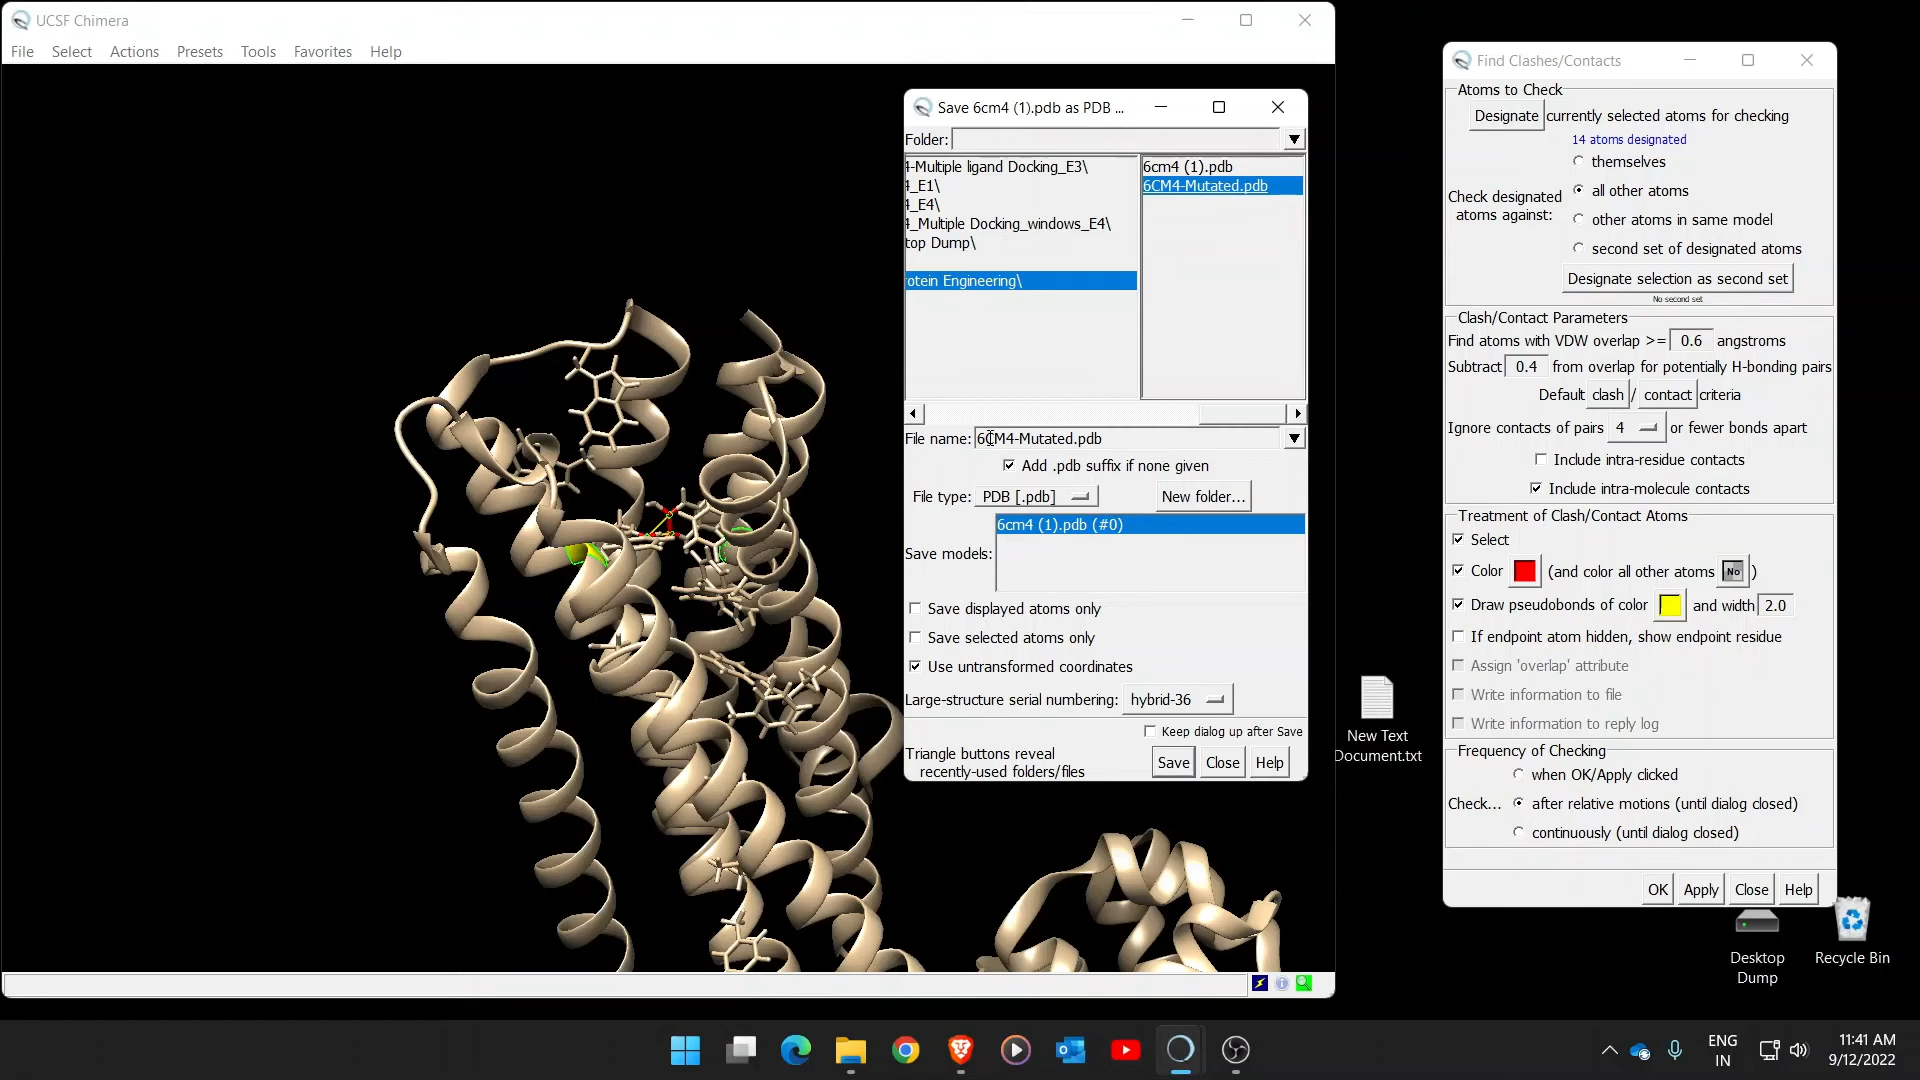 UCSF Chimera
File Select Actions Presets Tools Favorites Help
Save 6cm4 (1).pdb as PDB ...
Folder:
4-Multiple ligand Docking_E3\
4_E1\
4_E4\
4_Multiple Docking_windows_E4\
top Dump\
otein Engineering\
6cm4 (1).pdb
6CM4-Mutated.pdb
File name: 6CM4-Mutated.pdb
Add .pdb suffix if none given
File type: PDB [.pdb] New folder...
6cm4 (1).pdb (#0)
Save models:
Save displayed atoms only
Save selected atoms only
Use untransformed coordinates
Large-structure serial numbering: hybrid-36
Keep dialog up after Save
Triangle buttons reveal
recently-used folders/files
Save Close Help
Find Clashes/Contacts
Atoms to Check
Designate currently selected atoms for checking
14 atoms designated
themselves
Check designated
atoms against:
all other atoms
other atoms in same model
second set of designated atoms
Designate selection as second set
No second set
Clash/Contact Parameters
Find atoms with VDW overlap >= 0.6 angstroms
Subtract 0.4 from overlap for potentially H-bonding pairs
Default clash / contact criteria
Ignore contacts of pairs 4 or fewer bonds apart
Include intra-residue contacts
Include intra-molecule contacts
Treatment of Clash/Contact Atoms
Select
Color (and color all other atoms No )
Draw pseudobonds of color and width 2.0
If endpoint atom hidden, show endpoint residue
Assign 'overlap' attribute
Write information to file
Write information to reply log
Frequency of Checking
when OK/Apply clicked
Check... after relative motions (until dialog closed)
continuously (until dialog closed)
OK Apply Close Help
New Text
Document.txt
Desktop
Dump
Recycle Bin
ENG
IN
11:41 AM
9/12/2022